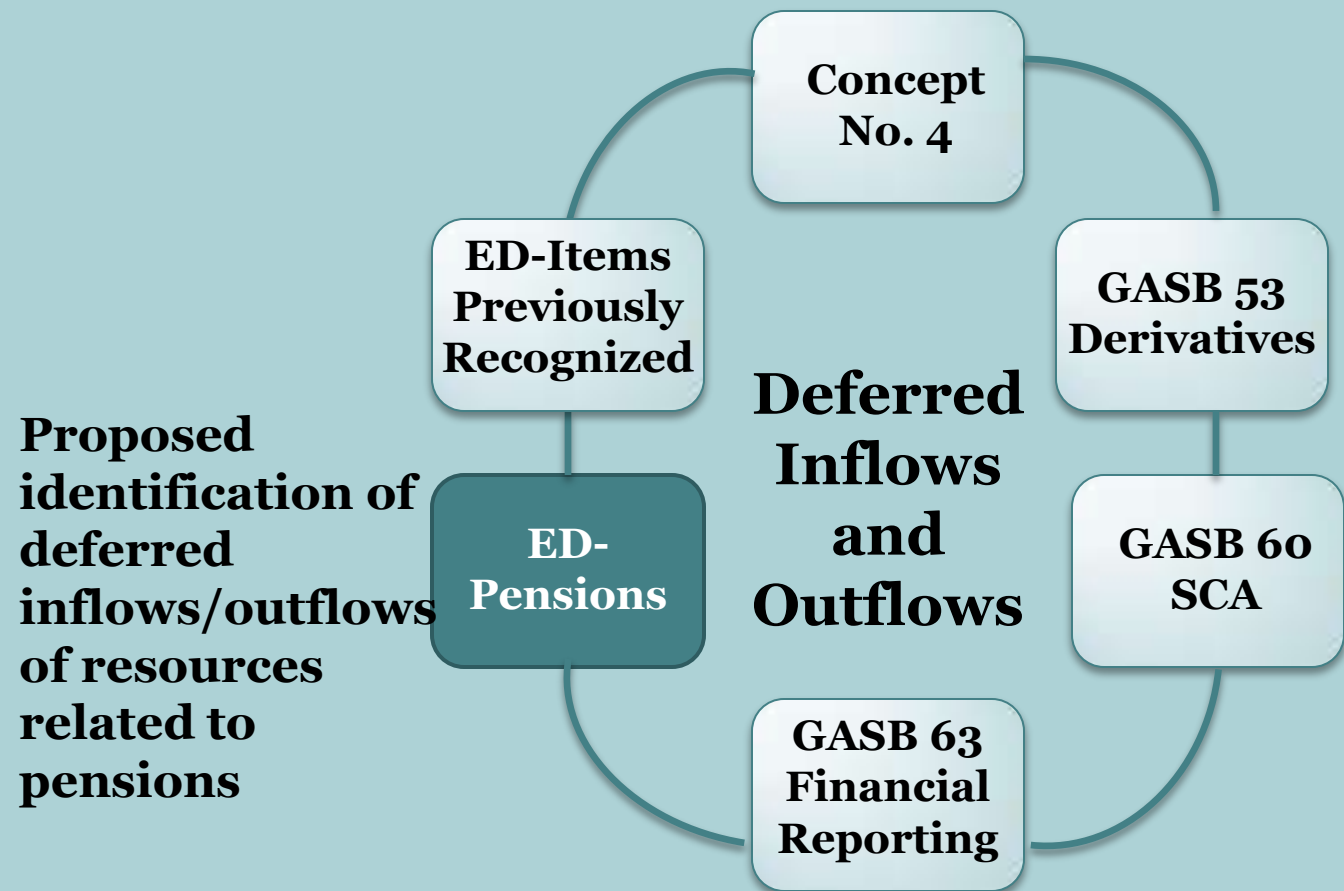 Concept
No. 4
GASB 53
Derivatives
GASB 60
SCA
GASB 63
Financial
Reporting
ED-
Pensions
ED-Items
Previously
Recognized
Deferred
Inflows
and
Outflows
Proposed
identification of
deferred
inflows/outflows
of resources
related to
pensions